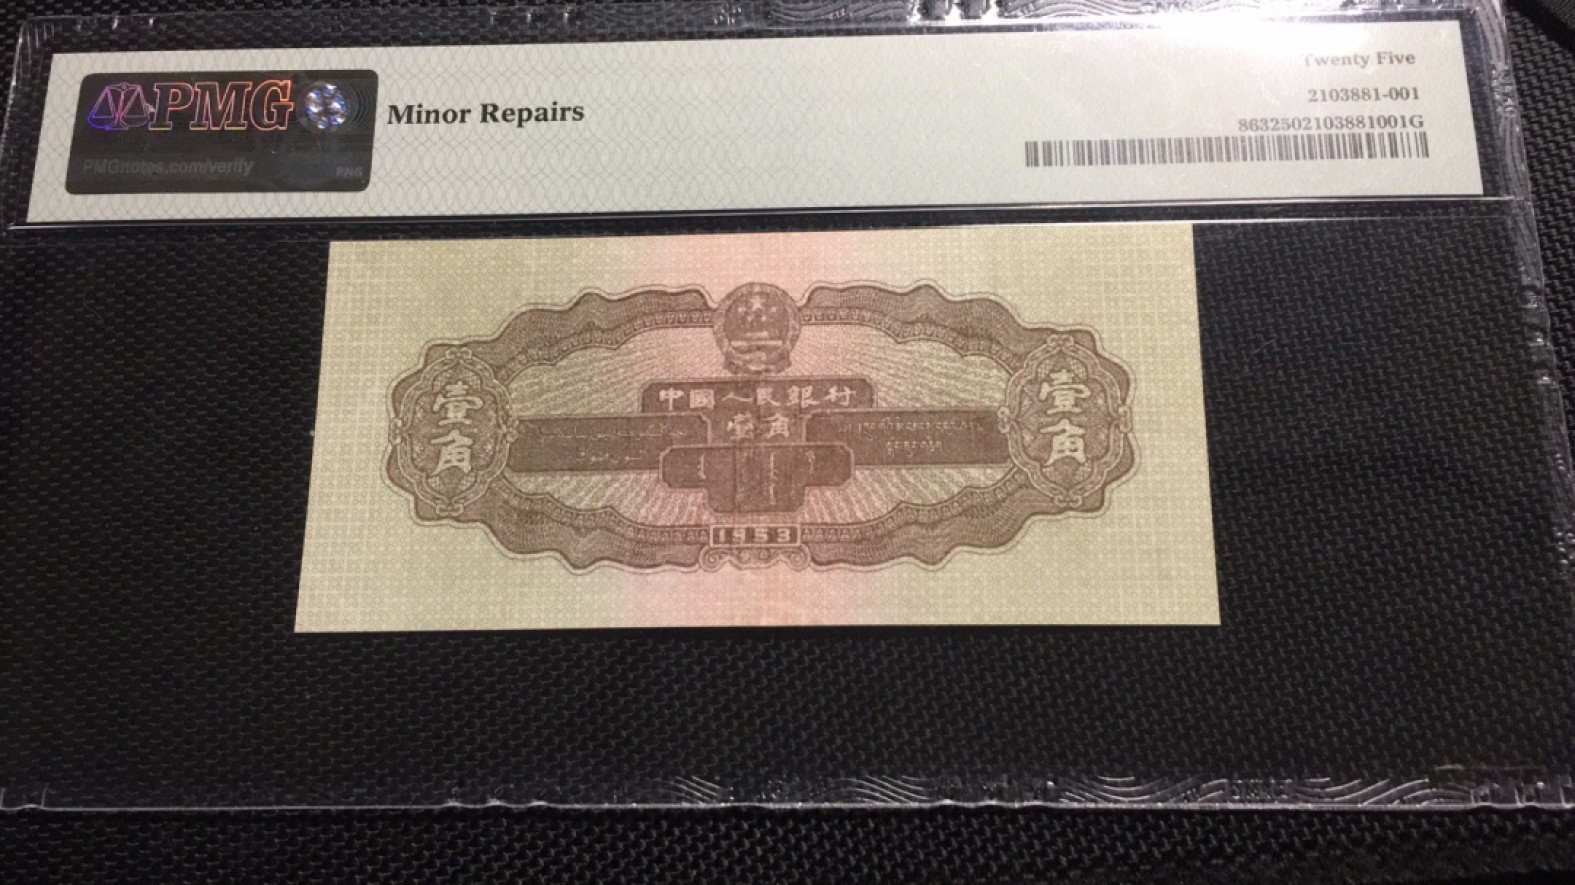 PMG
PMGnotes.com/verify
PNG
Minor Repairs
Twenty Five
2103881-001
8632502103881001G
中國人民銀行
壹角
壹角
壹角
1953